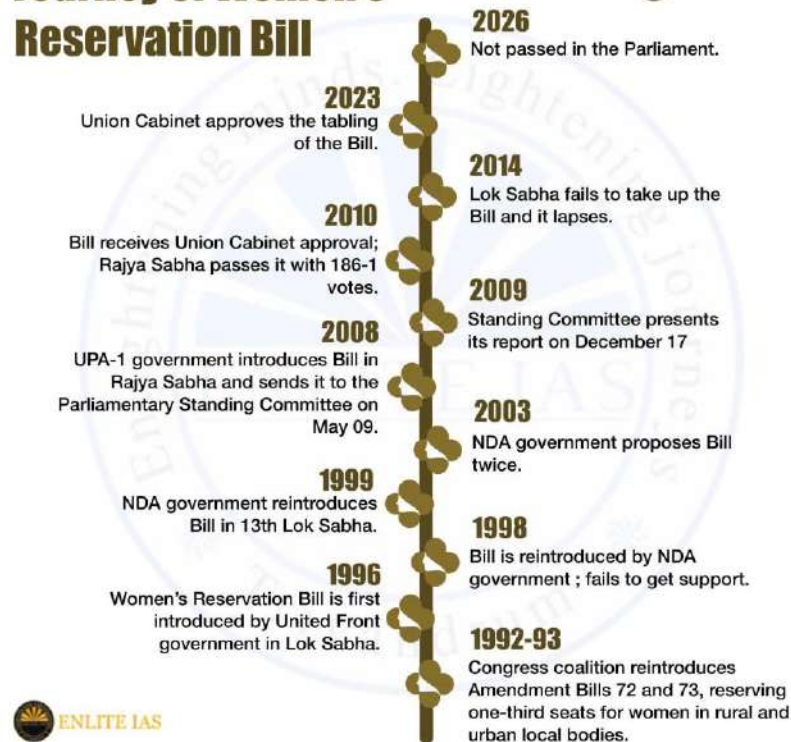 Journey of Women's
Reservation Bill
2026
Not passed in the Parliament.
2023
Union Cabinet approves the tabling
of the Bill.
2014
Lok Sabha fails to take up the
Bill and it lapses.
2010
Bill receives Union Cabinet approval;
Rajya Sabha passes it with 186-1
votes.
2009
Standing Committee presents
its report on December 17
2008
UPA-1 government introduces Bill in
Rajya Sabha and sends it to the
Parliamentary Standing Committee on
May 09.
2003
NDA government proposes Bill
twice.
1999
NDA government reintroduces
Bill in 13th Lok Sabha.
1998
Bill is reintroduced by NDA
government ; fails to get support.
1996
Women's Reservation Bill is first
introduced by United Front
government in Lok Sabha.
1992-93
Congress coalition reintroduces
Amendment Bills 72 and 73, reserving
one-third seats for women in rural and
urban local bodies.
ENLITE IAS